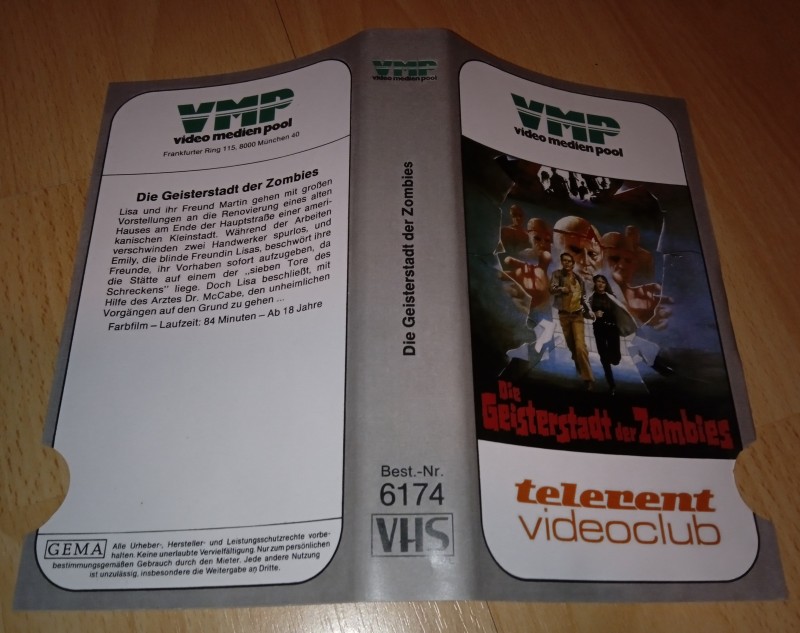 VMP
video medien pool
Frankfurter Ring 115, 8000 München 40
Die Geisterstadt der Zombies
Lisa und ihr Freund Martin gehen mit großen
Vorstellungen an die Renovierung eines alten
Hauses am Ende der Hauptstraße einer ameri-
kanischen Kleinstadt. Während der Arbeiten
verschwinden zwei Handwerker spurlos, und
Emily, die blinde Freundin Lisas, beschwört ihre
Freunde, ihr Vorhaben sofort aufzugeben, da
die Stätte auf einem der „sieben Tore des
Schreckens" liege. Doch Lisa beschließt, mit
Hilfe des Arztes Dr. McCabe, den unheimlichen
Vorgängen auf den Grund zu gehen ...
Farbfilm – Laufzeit: 84 Minuten – Ab 18 Jahre
GEMA
Alle Urheber-, Hersteller- und Leistungsschutzrechte vorbe-
halten. Keine unerlaubte Vervielfältigung. Nur zum persönlichen
bestimmungsgemäßen Gebrauch durch den Mieter. Jede andere Nutzung
ist unzulässig, insbesondere die Weitergabe an Dritte.
VMP
video medien pool
Die Geisterstadt der Zombies
Best.-Nr.
6174
VHS
VMP
video medien pool
Die
Geisterstadt der Zombies
telerent
videoclub